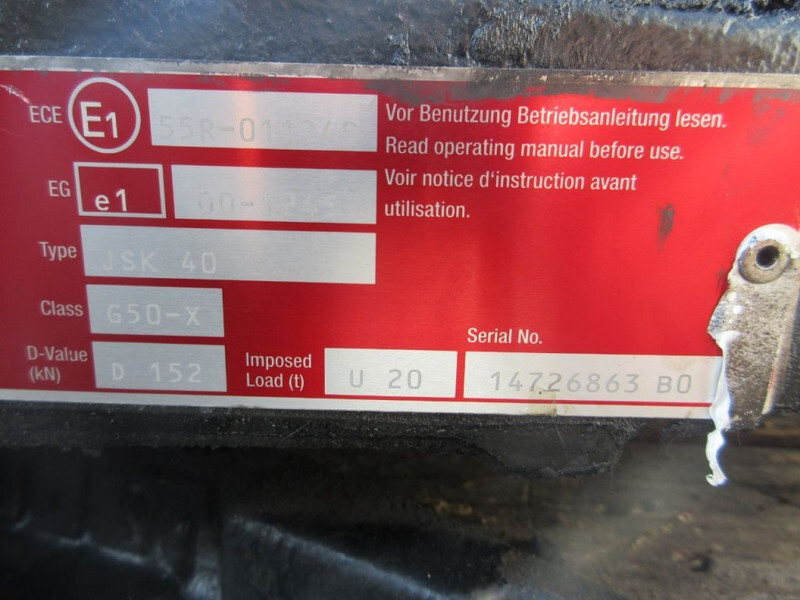 ECE E1
Vor Benutzung Betriebsanleitung lesen.
Read operating manual before use.
Voir notice d'instruction avant
utilisation.
EG e1
Type JSK 40
Class G50-X
D-Value
(kN) D 152
Imposed
Load (t) U 20
Serial No.
14726863 B0